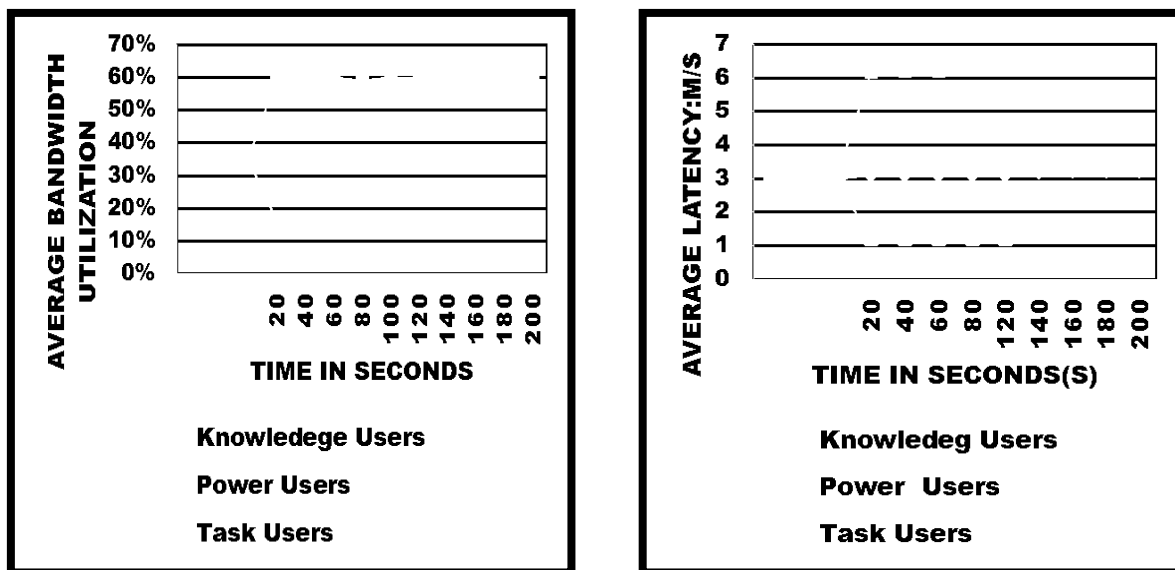 AVERAGE BANDWIDTH
UTILIZATION
70%
60%
50%
40%
30%
20%
10%
0%
20 40 60 80 100 120 140 160 180 200
TIME IN SECONDS
Knowledege Users
Power Users
Task Users
AVERAGE LATENCY:M/S
7
6
5
4
3
2
1
0
20 40 60 80 100 120 140 160 180 200
TIME IN SECONDS(S)
Knowledeg Users
Power Users
Task Users